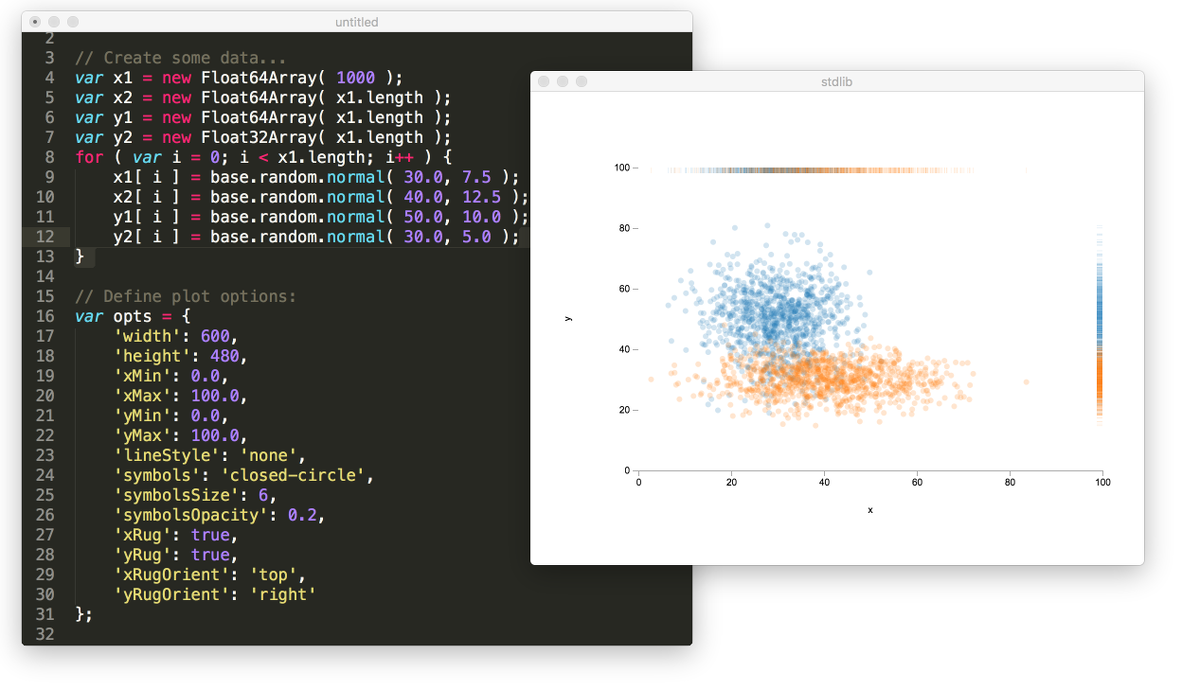 untitled
2
3 // Create some data...
4 var x1 = new Float64Array( 1000 );
5 var x2 = new Float64Array( x1.length );
6 var y1 = new Float64Array( x1.length );
7 var y2 = new Float32Array( x1.length );
8 for ( var i = 0; i < x1.length; i++ ) {
9 x1[ i ] = base.random.normal( 30.0, 7.5 );
10 x2[ i ] = base.random.normal( 40.0, 12.5 );
11 y1[ i ] = base.random.normal( 50.0, 10.0 );
12 y2[ i ] = base.random.normal( 30.0, 5.0 );
13 }
14
15 // Define plot options:
16 var opts = {
17 'width': 600,
18 'height': 480,
19 'xMin': 0.0,
20 'xMax': 100.0,
21 'yMin': 0.0,
22 'yMax': 100.0,
23 'lineStyle': 'none',
24 'symbols': 'closed-circle',
25 'symbolsSize': 6,
26 'symbolsOpacity': 0.2,
27 'xRug': true,
28 'yRug': true,
29 'xRugOrient': 'top',
30 'yRugOrient': 'right'
31 };
32
stdlib
100
80
60
y
40
20
0
0 20 40 60 80 100
x